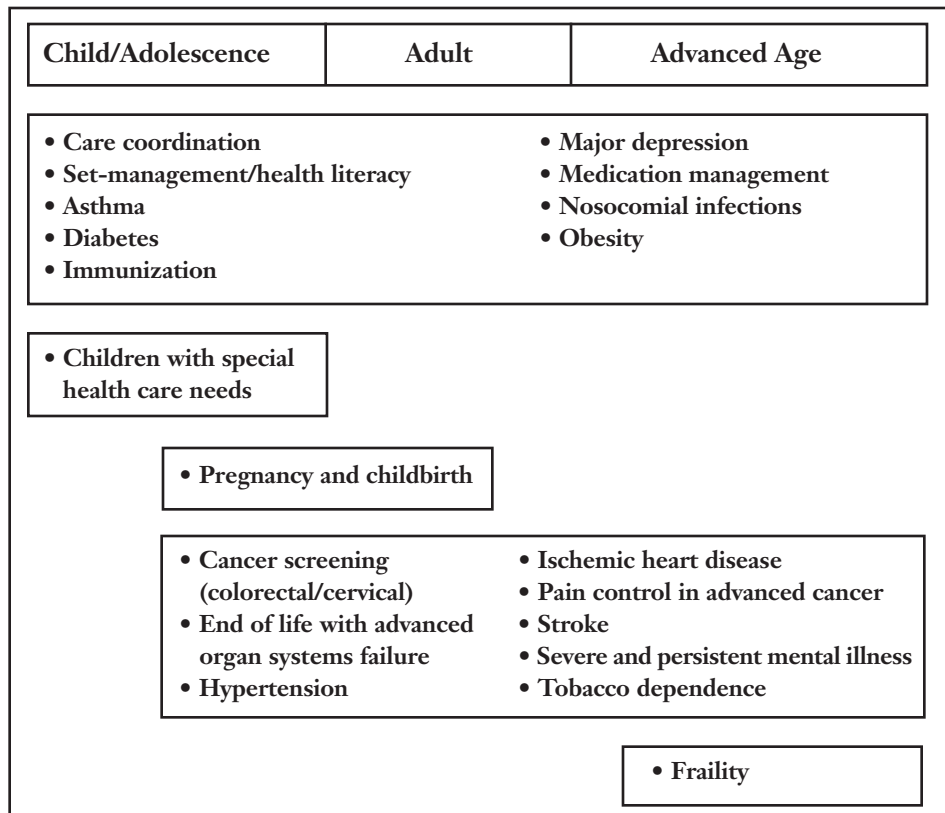 Child/Adolescence
Adult
Advanced Age
• Care coordination
• Set-management/health literacy
• Asthma
• Diabetes
• Immunization
• Major depression
• Medication management
• Nosocomial infections
• Obesity
• Children with special
health care needs
• Pregnancy and childbirth
• Cancer screening
(colorectal/cervical)
• End of life with advanced
organ systems failure
• Hypertension
• Ischemic heart disease
• Pain control in advanced cancer
• Stroke
• Severe and persistent mental illness
• Tobacco dependence
• Fraility